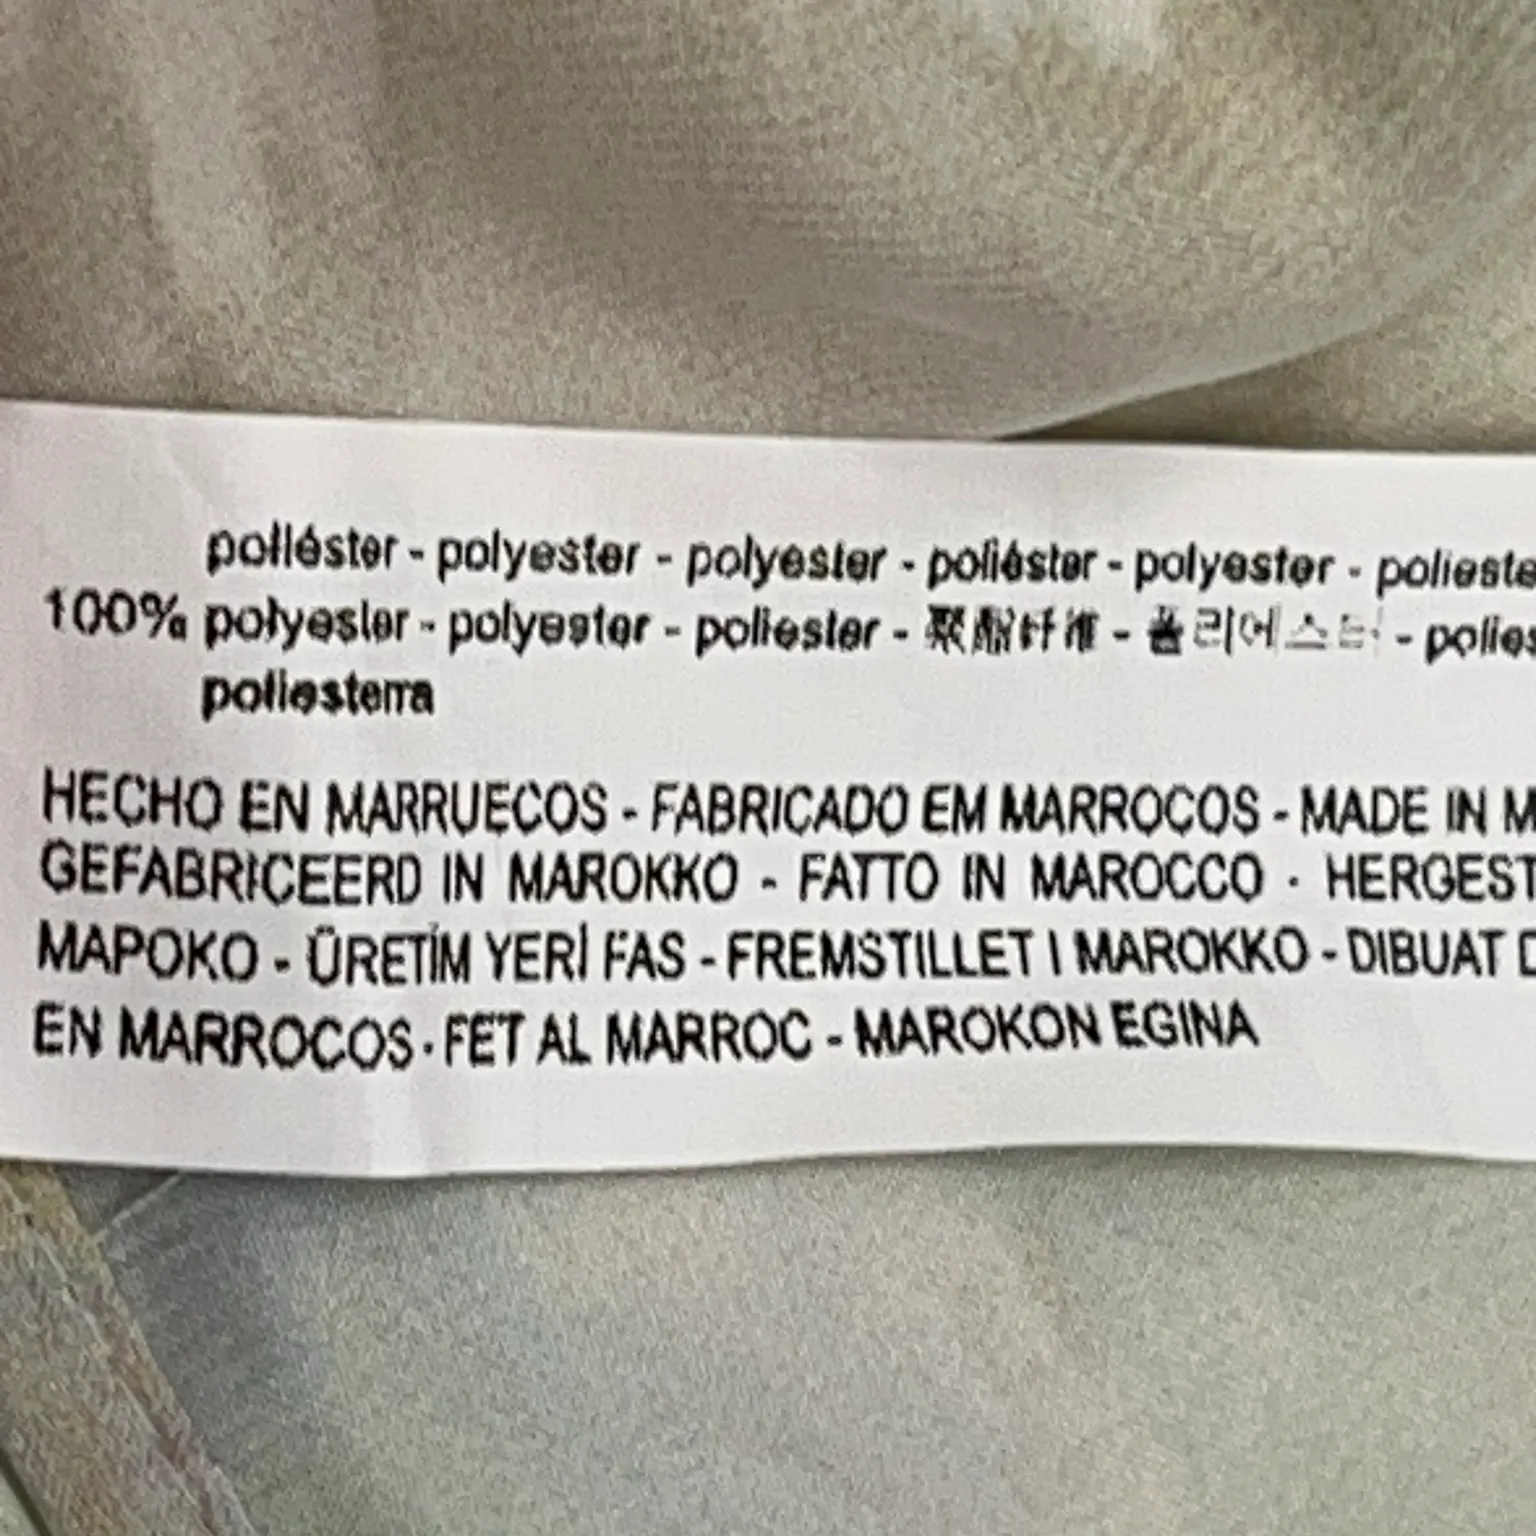 poliéster - polyester - polyester - poliéster - polyester - polieste
100% polyester - polyester - poliester - 聚酯纤维 - 폴리에스터 - polies
poliesterra
HECHO EN MARRUECOS - FABRICADO EM MARROCOS - MADE IN M
GEFABRICEERD IN MAROKKO - FATTO IN MAROCCO - HERGEST
ΜΑΡΟΚΟ - ÜRETİM YERİ FAS - FREMSTILLET I MAROKKO - DIBUAT D
EN MARROCOS - FET AL MARROC - MAROKON EGINA